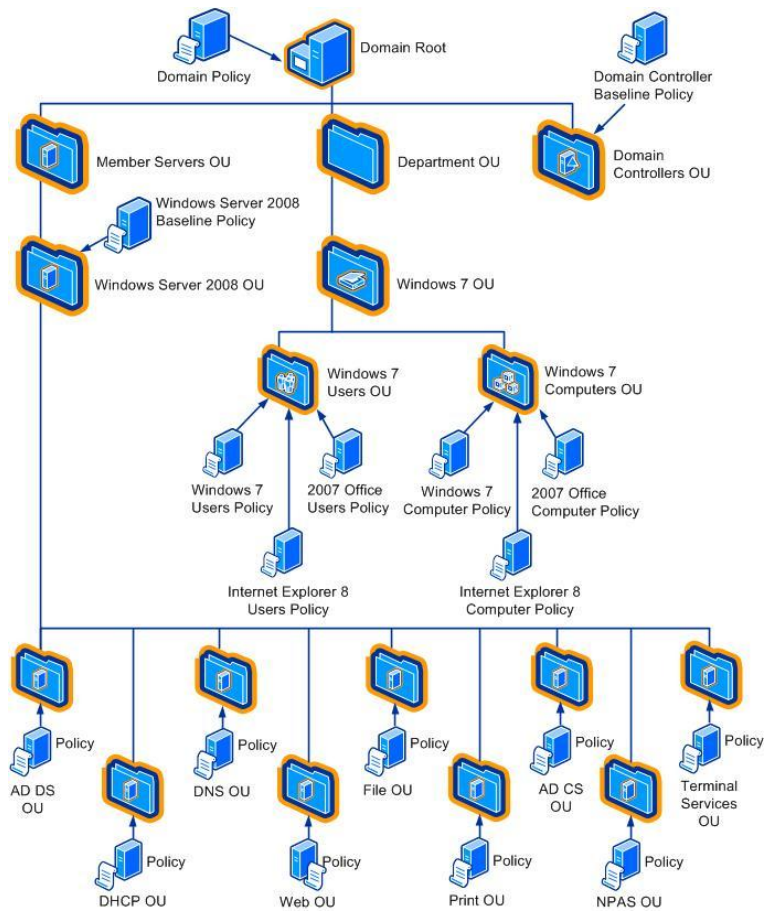 Domain Policy
Domain Root
Domain Controller
Baseline Policy
Member Servers OU
Department OU
Domain
Controllers OU
Windows Server 2008
Baseline Policy
Windows Server 2008 OU
Windows 7 OU
Windows 7
Users OU
Windows 7
Computers OU
Windows 7
Users Policy
2007 Office
Users Policy
Windows 7
Computer Policy
2007 Office
Computer Policy
Internet Explorer 8
Users Policy
Internet Explorer 8
Computer Policy
Policy
AD DS
OU
Policy
DNS OU
Policy
File OU
Policy
AD CS
OU
Policy
Terminal
Services
OU
Policy
DHCP OU
Policy
Web OU
Policy
Print OU
Policy
NPAS OU